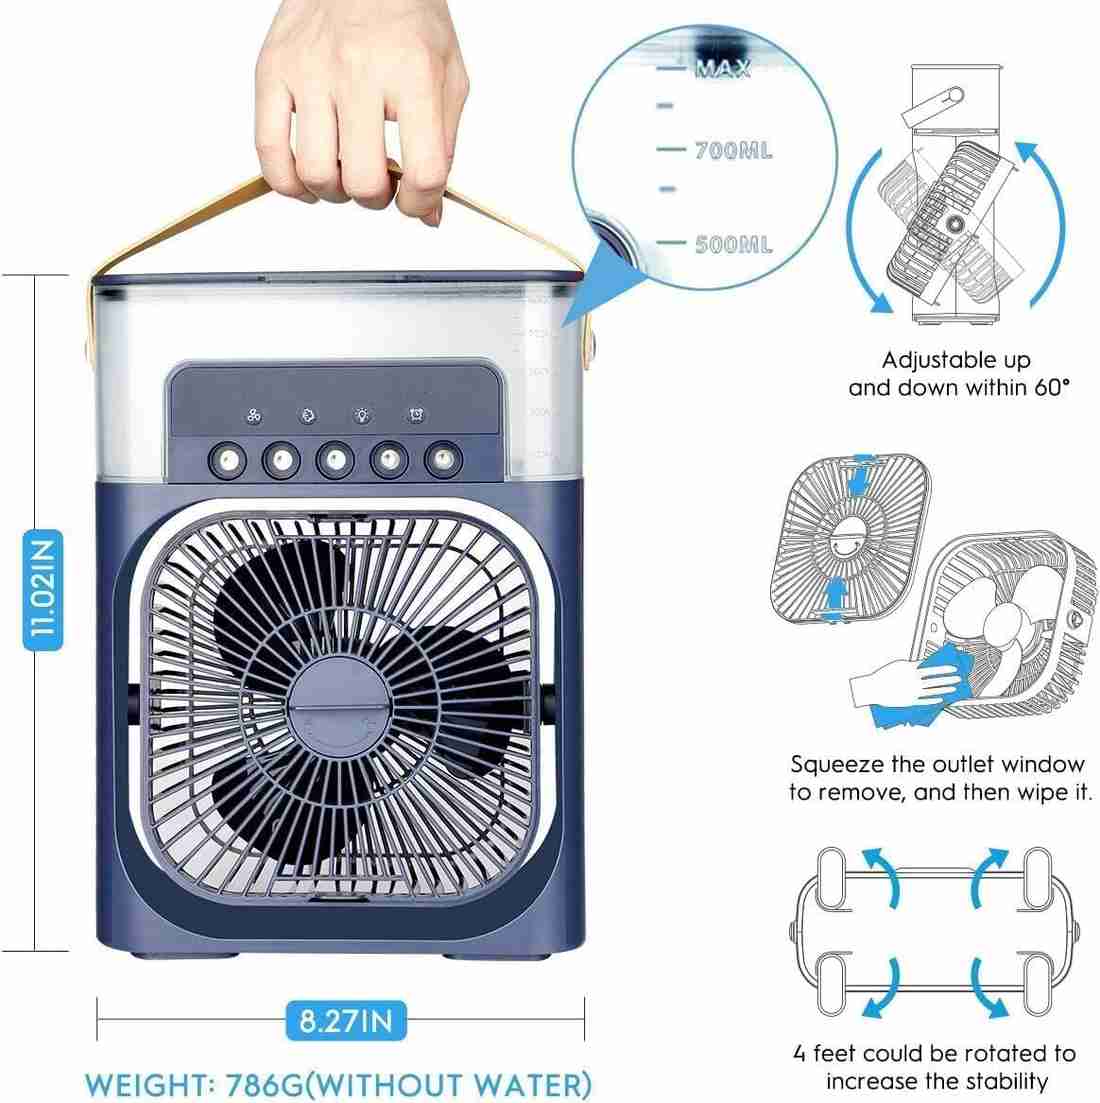 MAX
700ML
500ML
Adjustable up
and down within 60°
11.02IN
Squeeze the outlet window
to remove, and then wipe it.
8.27IN
4 feet could be rotated to
increase the stability
WEIGHT: 786G(WITHOUT WATER)